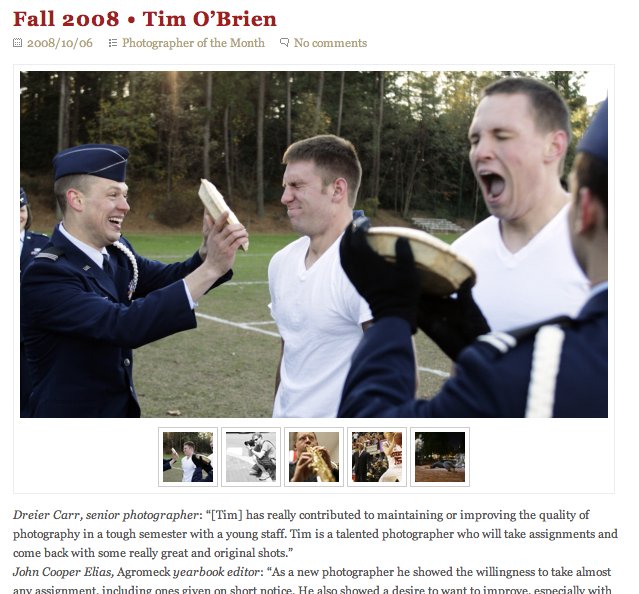 Fall 2008 • Tim O’Brien
2008/10/06 Photographer of the Month No comments
Dreier Carr, senior photographer: “[Tim] has really contributed to maintaining or improving the quality of
photography in a tough semester with a young staff. Tim is a talented photographer who will take assignments and
come back with some really great and original shots.”
John Cooper Elias, Agromeck yearbook editor: “As a new photographer he showed the willingness to take almost
any assignment, including ones given on short notice. He also showed a desire to want to improve, especially with